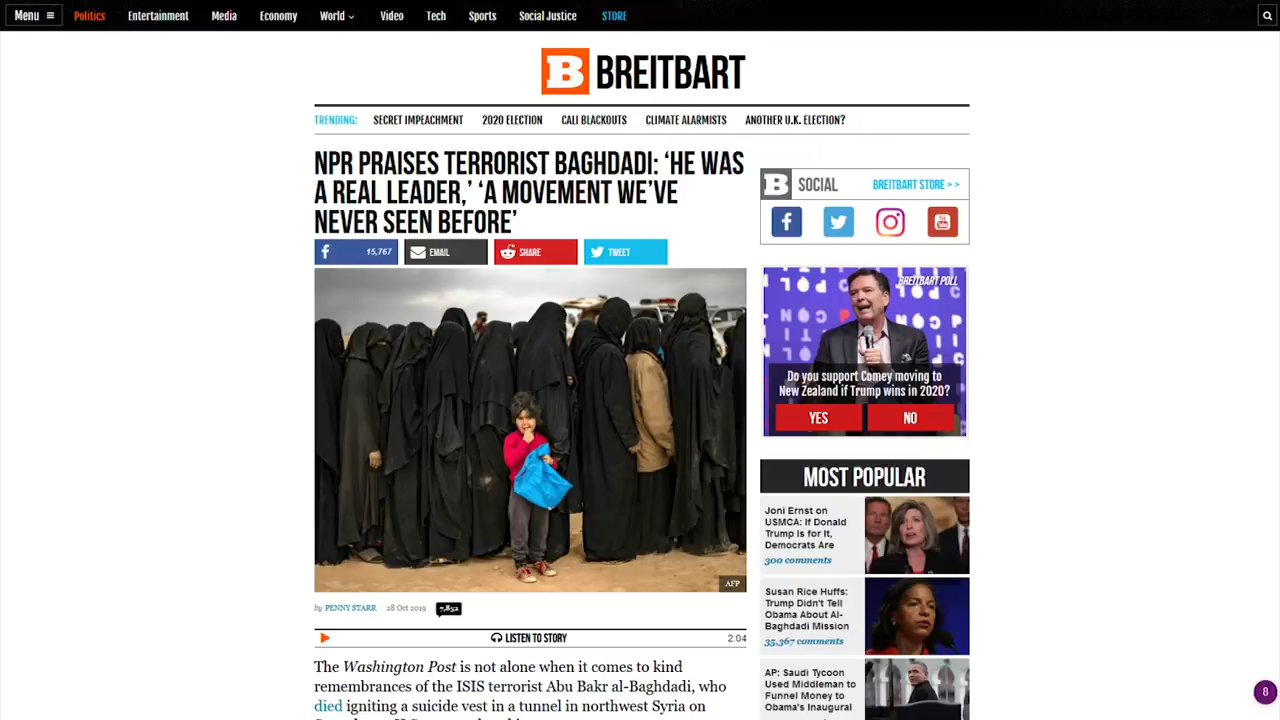 Menu Politics Entertainment Media Economy World Video Tech Sports Social Justice STORE
B BREITBART
TRENDING: SECRET IMPEACHMENT 2020 ELECTION CALI BLACKOUTS CLIMATE ALARMISTS ANOTHER U.K. ELECTION?
NPR PRAISES TERRORIST BAGHDADI: ‘HE WAS
A REAL LEADER,’ ‘A MOVEMENT WE’VE
NEVER SEEN BEFORE’
f 15,767 EMAIL SHARE TWEET
AFP
by PENNY STARR 28 Oct 2019 7,852
LISTEN TO STORY 2:04
The Washington Post is not alone when it comes to kind
remembrances of the ISIS terrorist Abu Bakr al-Baghdadi, who
died igniting a suicide vest in a tunnel in northwest Syria on
B SOCIAL BREITBART STORE > >
f You Tube
BREITBART POLL
Do you support Comey moving to
New Zealand if Trump wins in 2020?
YES NO
MOST POPULAR
Joni Ernst on
USMCA: If Donald
Trump Is for It,
Democrats Are
300 comments
Susan Rice Huffs:
Trump Didn't Tell
Obama About Al-
Baghdadi Mission
35,367 comments
AP: Saudi Tycoon
Used Middleman to
Funnel Money to
Obama's Inaugural
8